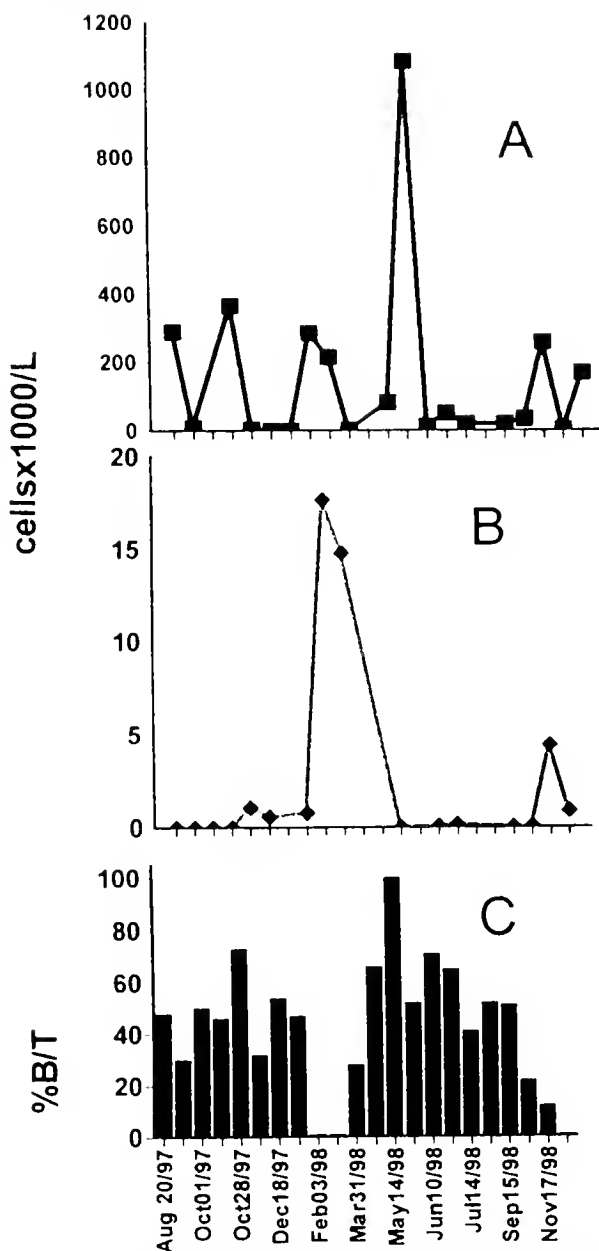 1200
1000
800
600
400
200
0
A
cellsx1000/L
20
15
10
5
0
B
100
80
60
40
20
0
C
%B/T
Aug 20/97
Oct01/97
Oct28/97
Dec18/97
Feb03/98
Mar31/98
May14/98
Jun10/98
Jul14/98
Sep15/98
Nov17/98